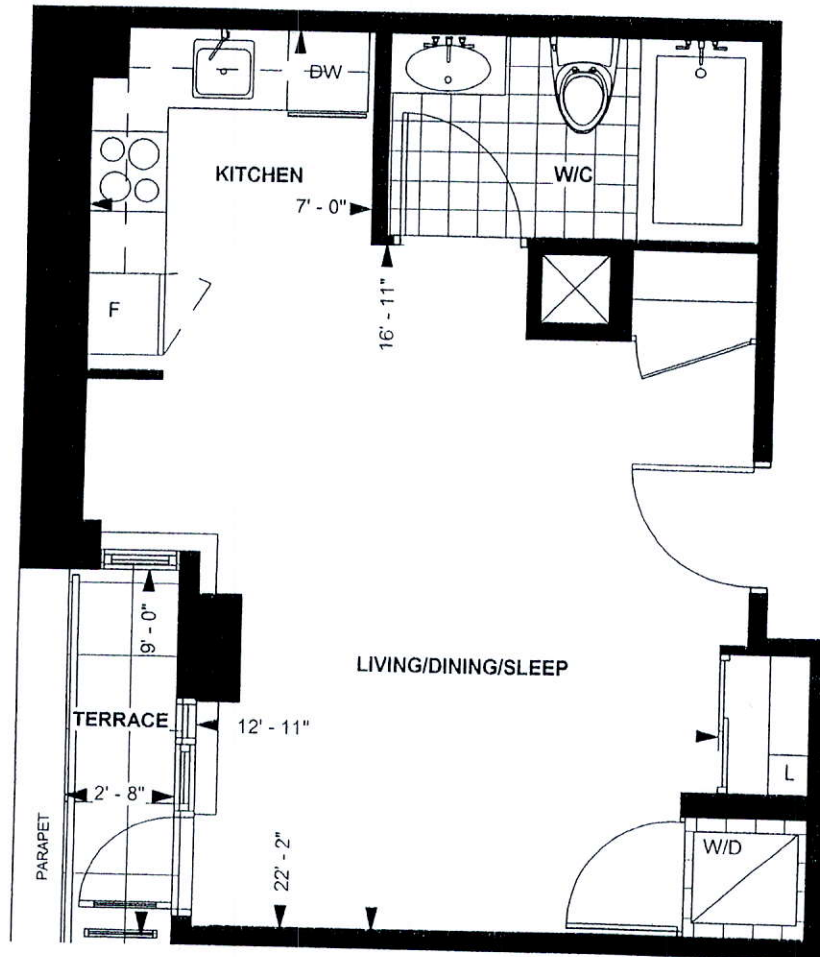 DW
KITCHEN
W/C
7' - 0"
16' - 11"
F
9' - 0"
LIVING/DINING/SLEEP
TERRACE
12' - 11"
L
2' - 8"
PARAPET
22' - 2"
W/D